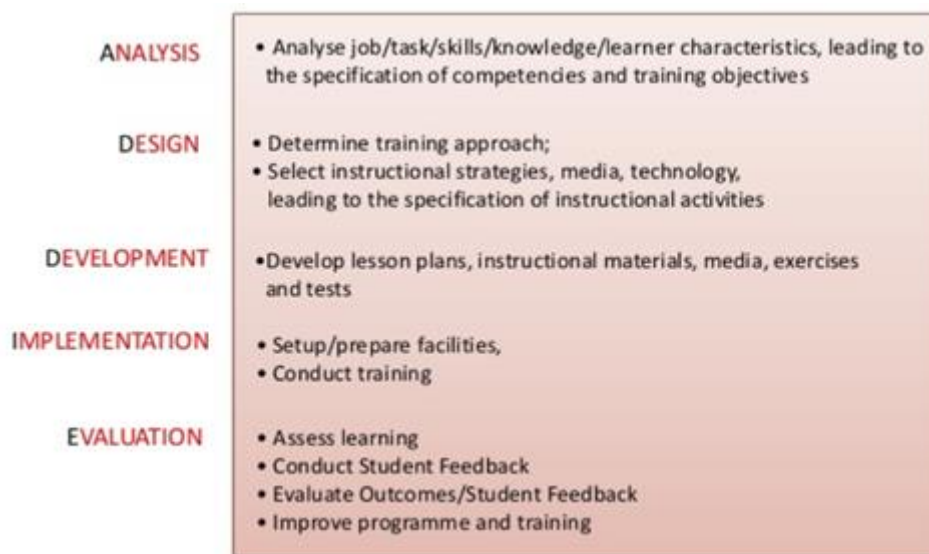 ANALYSIS
• Analyse job/task/skills/knowledge/learner characteristics, leading to
the specification of competencies and training objectives
DESIGN
• Determine training approach;
• Select instructional strategies, media, technology,
leading to the specification of instructional activities
DEVELOPMENT
•Develop lesson plans, instructional materials, media, exercises
and tests
IMPLEMENTATION
• Setup/prepare facilities,
• Conduct training
EVALUATION
• Assess learning
• Conduct Student Feedback
• Evaluate Outcomes/Student Feedback
• Improve programme and training